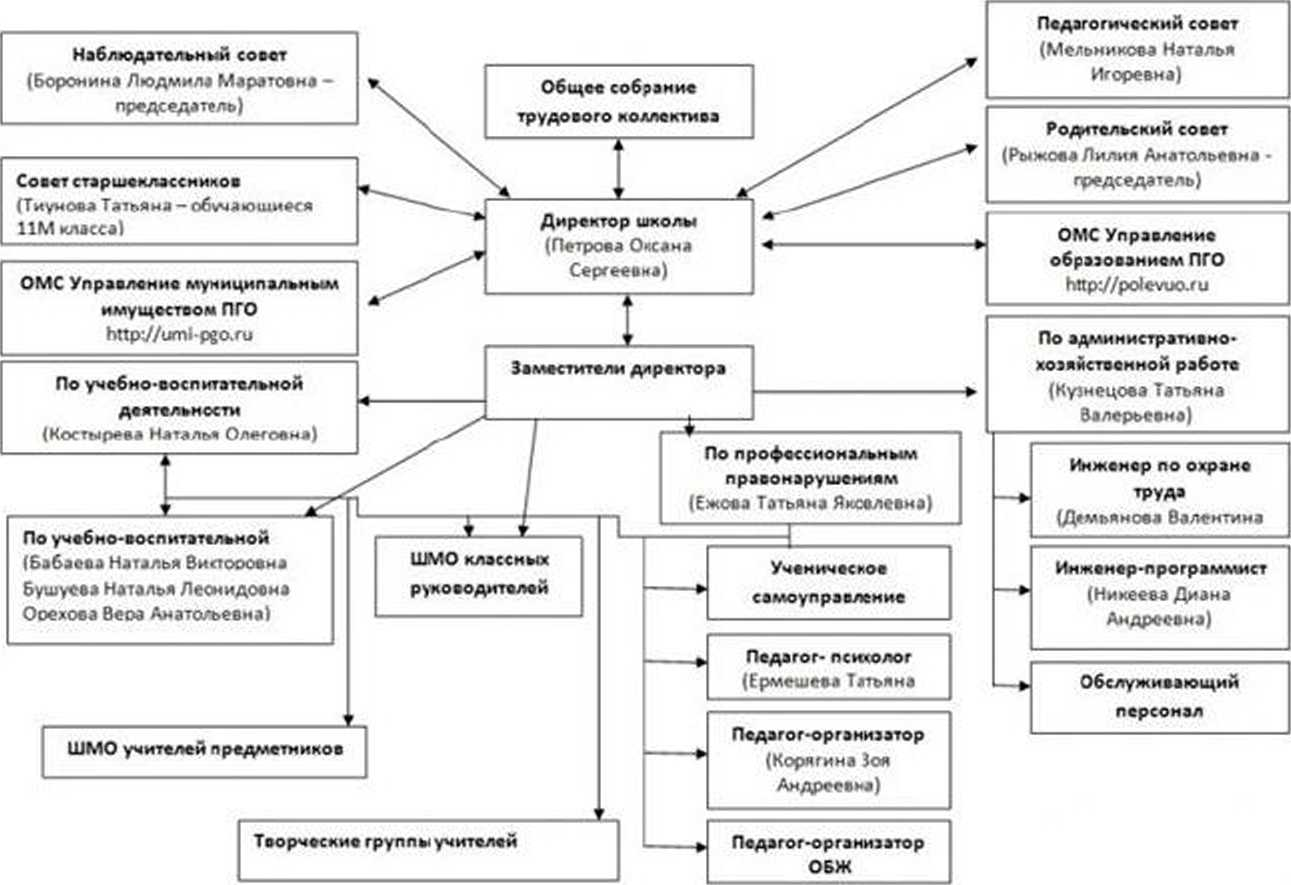 Наблюдательный совет
(Боронина Людмила Маратовна –
председатель)
Общее собрание
трудового коллектива
Педагогический совет
(Мельникова Наталья
Игоревна)
Совет старшеклассников
(Тиунова Татьяна – обучающиеся
11М класса)
Директор школы
(Петрова Оксана
Сергеевна)
Родительский совет
(Рыжова Лилия Анатольевна -
председатель)
ОМС Управление муниципальным
имуществом ПГО
http://umi-pgo.ru
ОМС Управление
образованием ПГО
http://polevuo.ru
Заместители директора
По учебно-воспитательной
деятельности
(Костырева Наталья Олеговна)
По административно-
хозяйственной работе
(Кузнецова Татьяна
Валерьевна)
По профессиональным
правонарушениям
(Ежова Татьяна Яковлевна)
Инженер по охране
труда
(Демьянова Валентина
По учебно-воспитательной
(Бабаева Наталья Викторовна
Бушуева Наталья Леонидовна
Орехова Вера Анатольевна)
ШМО классных
руководителей
Ученическое
самоуправление
Инженер-программист
(Никеева Диана
Андреевна)
Педагог- психолог
(Ермешева Татьяна
Обслуживающий
персонал
ШМО учителей предметников
Педагог-организатор
(Корягина Зоя
Андреевна)
Творческие группы учителей
Педагог-организатор
ОБЖ